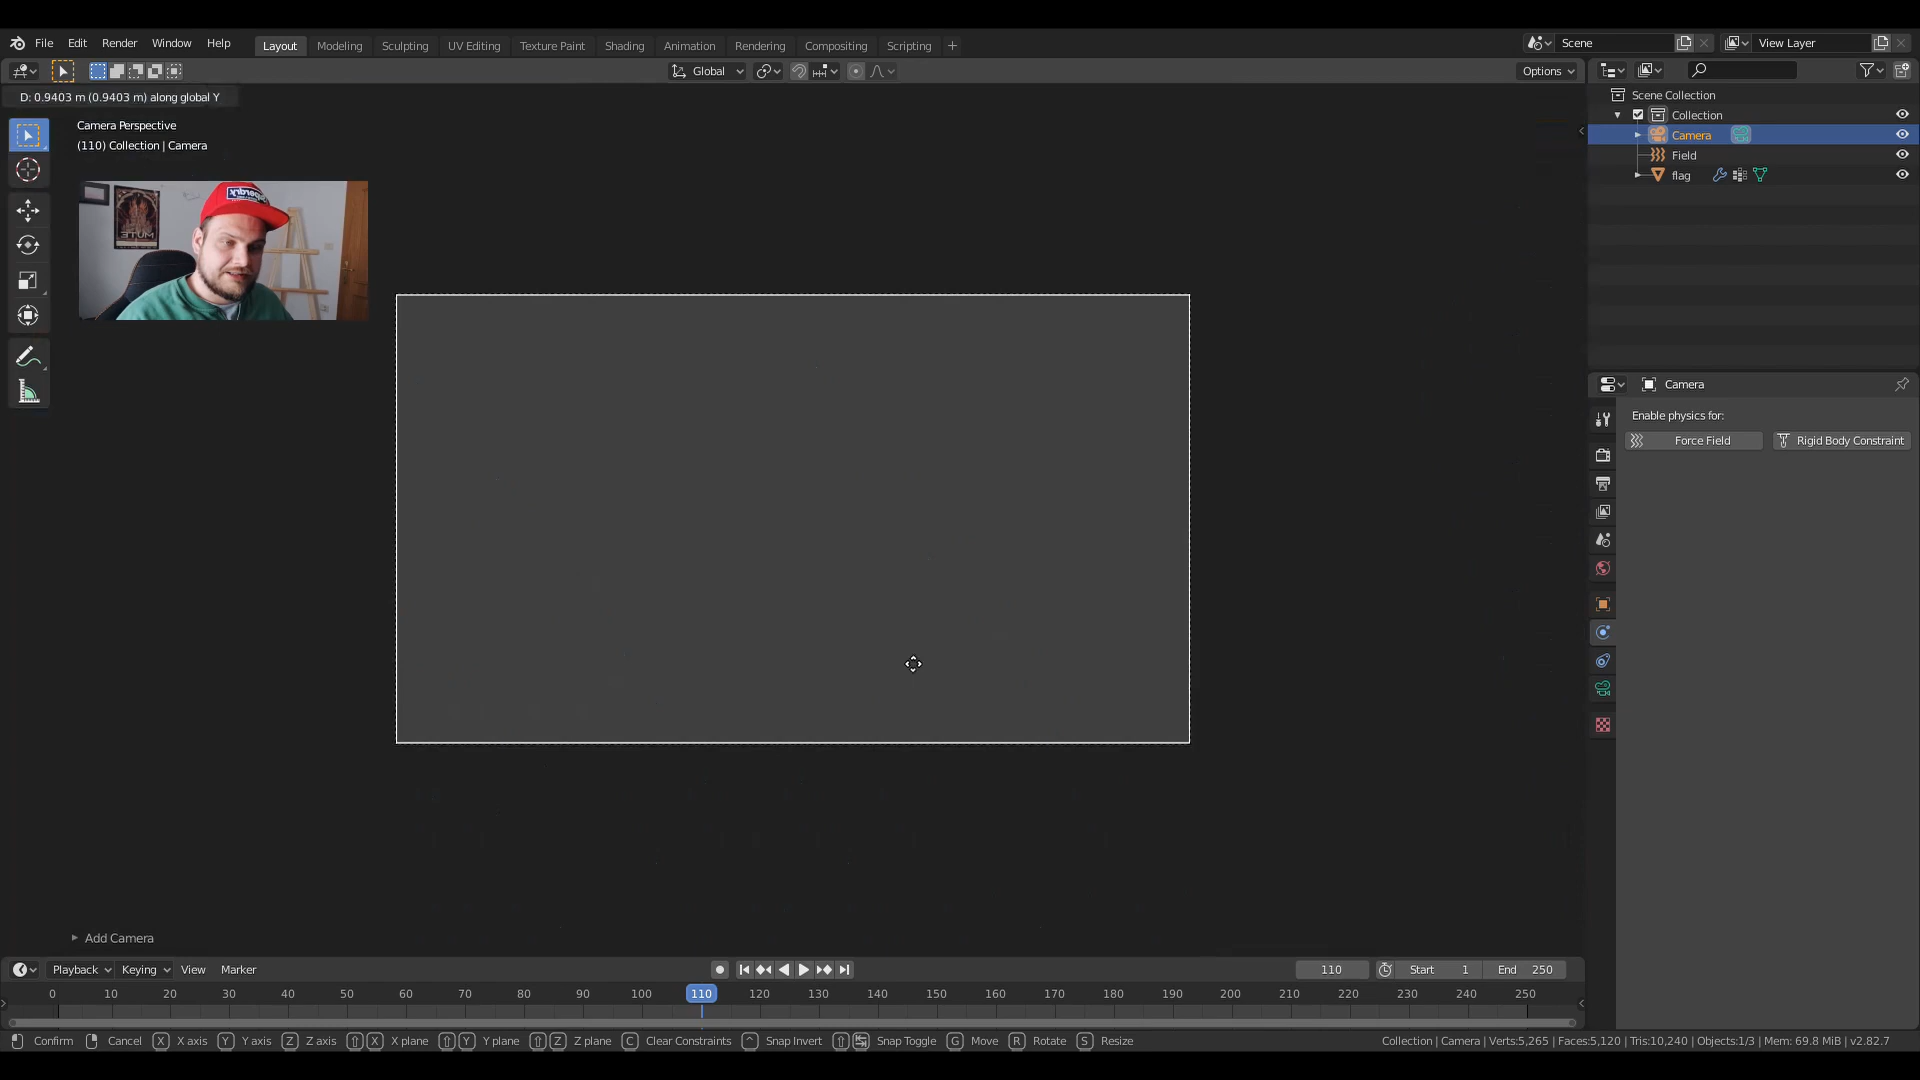 File Edit Render Window Help
Layout Modeling Sculpting UV Editing Texture Paint Shading Animation Rendering Compositing Scripting
Scene
View Layer
Global
Options
D: 0.9403 m (0.9403 m) along global Y
Scene Collection
Collection
Camera
Field
flag
Camera Perspective
(110) Collection | Camera
Camera
Enable physics for:
Force Field
Rigid Body Constraint
Add Camera
Playback Keying View Marker
110
Start 1
End 250
0 10 20 30 40 50 60 70 80 90 100 110 120 130 140 150 160 170 180 190 200 210 220 230 240 250
Confirm Cancel X X axis Y Y axis Z Z axis X X plane Y Y plane Z Z plane C Clear Constraints Snap Invert Snap Toggle G Move R Rotate S Resize
Collection | Camera | Verts:5,265 | Faces:5,120 | Tris:10,240 | Objects:1/3 | Mem: 69.8 MiB | v2.82.7